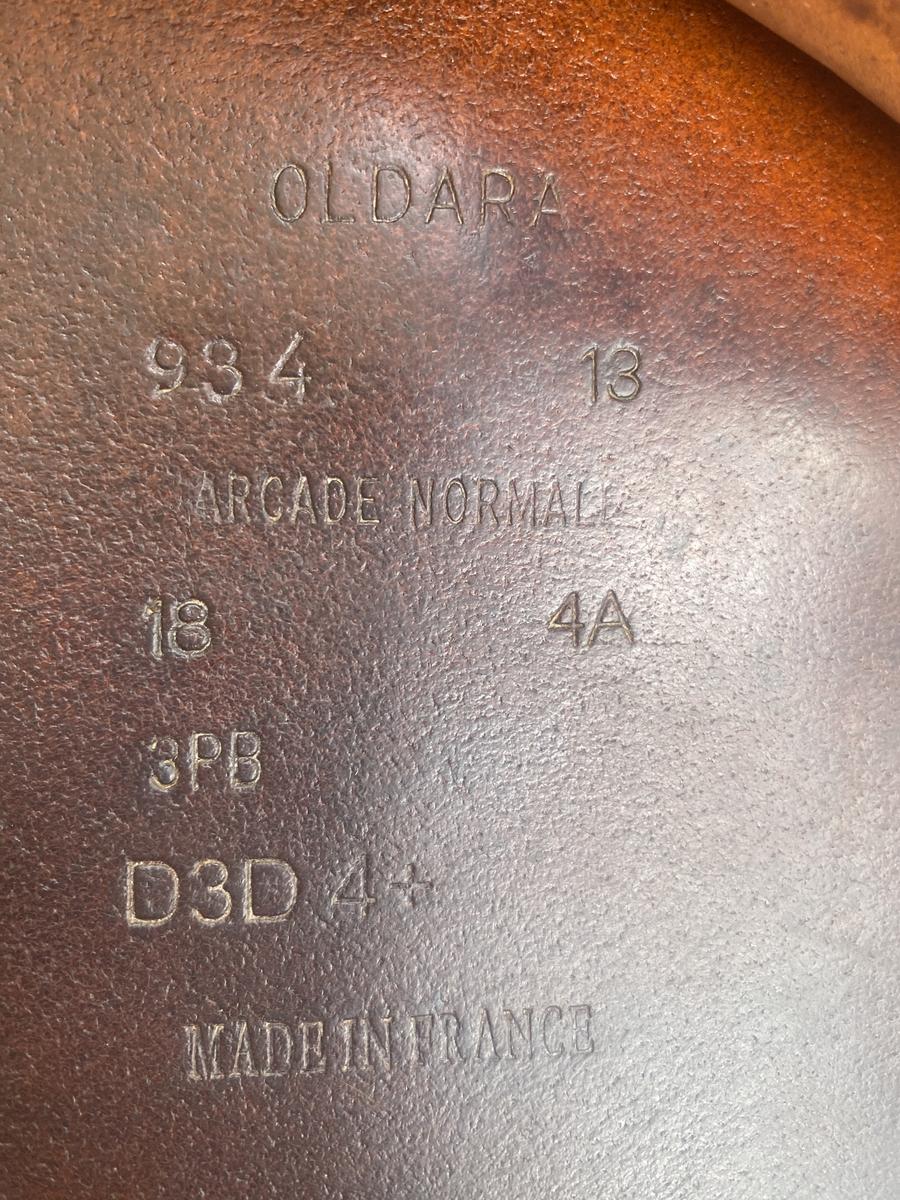 OLDARA
934 13
ARCADE NORMALE
18 4A
3PB
D3D 4+
MADE IN FRANCE